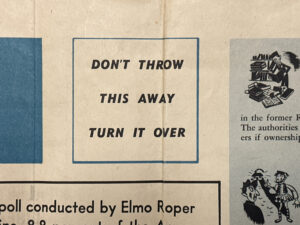 DON'T THROW
THIS AWAY
TURN IT OVER
in the former
The authorities
ers if ownership
poll conducted by Elmo Roper